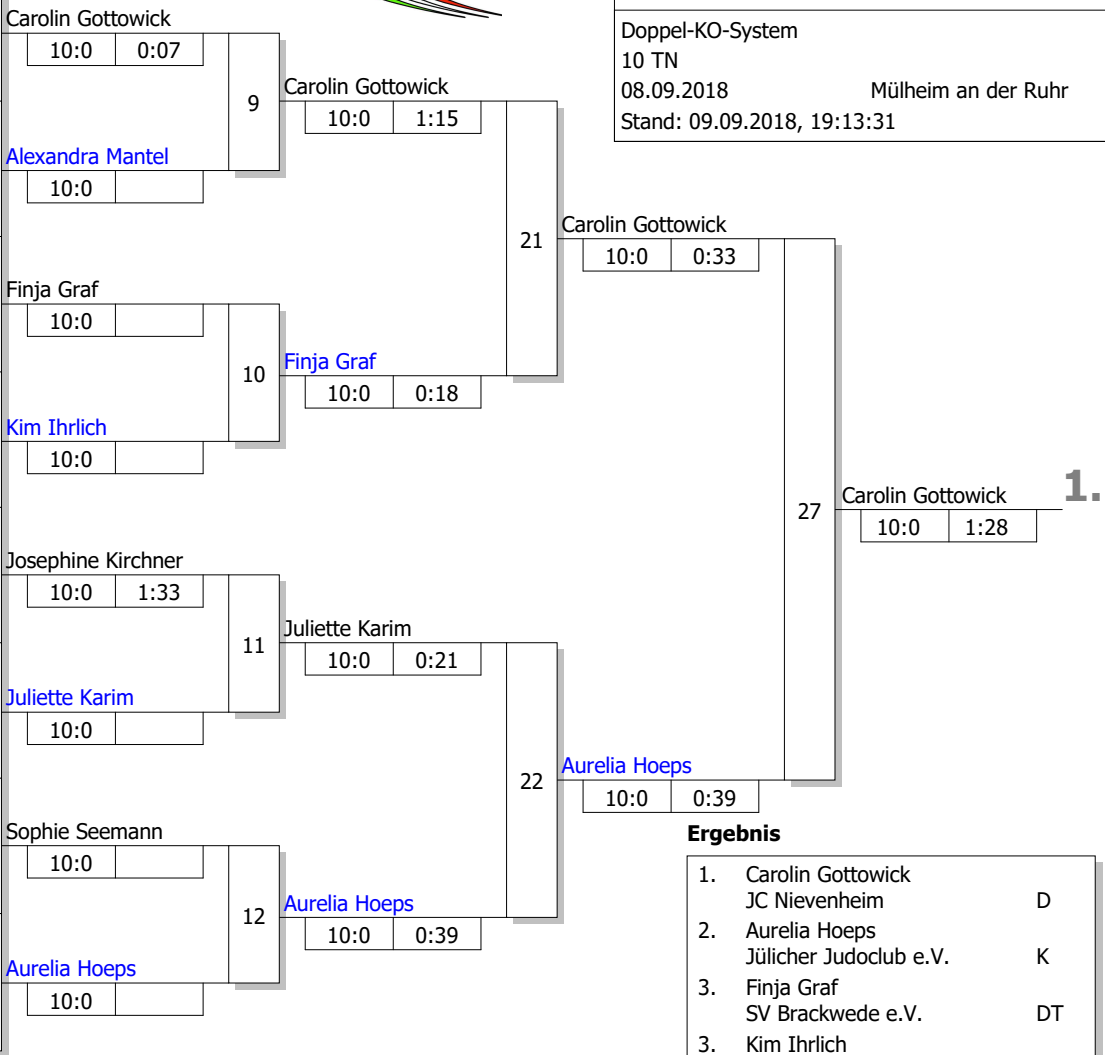 Carolin Gottowick
10:0 0:07
Doppel-KO-System
10 TN
08.09.2018 Mülheim an der Ruhr
Stand: 09.09.2018, 19:13:31
9
Carolin Gottowick
10:0 1:15
Alexandra Mantel
10:0
21
Carolin Gottowick
10:0 0:33
Finja Graf
10:0
10
Finja Graf
10:0 0:18
Kim Ihrlich
10:0
27
Carolin Gottowick
10:0 1:28
1.
Josephine Kirchner
10:0 1:33
11
Juliette Karim
10:0 0:21
Juliette Karim
10:0
22
Aurelia Hoeps
10:0 0:39
Sophie Seemann
10:0
12
Aurelia Hoeps
10:0 0:39
Aurelia Hoeps
10:0
Ergebnis
1. Carolin Gottowick
JC Nievenheim D
2. Aurelia Hoeps
Jülicher Judoclub e.V. K
3. Finja Graf
SV Brackwede e.V. DT
3. Kim Ihrlich